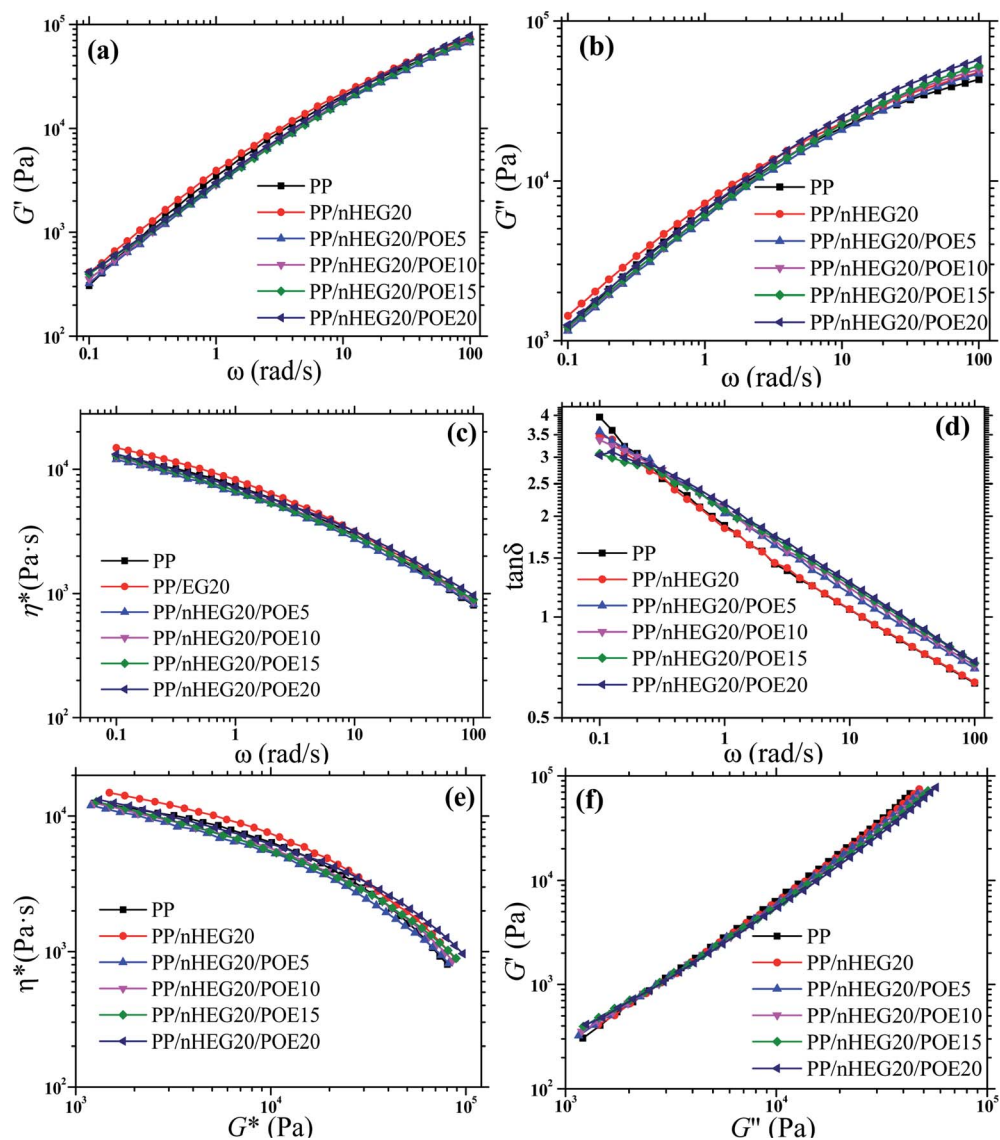 (a)
G' (Pa)
10^5
10^4
10^3
10^2
PP
PP/nHEG20
PP/nHEG20/POE5
PP/nHEG20/POE10
PP/nHEG20/POE15
PP/nHEG20/POE20
0.1 1 10 100
ω (rad/s)
(b)
G'' (Pa)
10^5
10^4
10^3
PP
PP/nHEG20
PP/nHEG20/POE5
PP/nHEG20/POE10
PP/nHEG20/POE15
PP/nHEG20/POE20
0.1 1 10 100
ω (rad/s)
(c)
η*(Pa·s)
10^4
10^3
10^2
PP
PP/EG20
PP/nHEG20/POE5
PP/nHEG20/POE10
PP/nHEG20/POE15
PP/nHEG20/POE20
0.1 1 10 100
ω (rad/s)
(d)
tanδ
4
3.5
3
2.5
2
1.5
1
0.5
PP
PP/nHEG20
PP/nHEG20/POE5
PP/nHEG20/POE10
PP/nHEG20/POE15
PP/nHEG20/POE20
0.1 1 10 100
ω (rad/s)
(e)
η*(Pa·s)
10^4
10^3
10^2
PP
PP/nHEG20
PP/nHEG20/POE5
PP/nHEG20/POE10
PP/nHEG20/POE15
PP/nHEG20/POE20
10^3 10^4 10^5
G* (Pa)
(f)
G' (Pa)
10^5
10^4
10^3
10^2
PP
PP/nHEG20
PP/nHEG20/POE5
PP/nHEG20/POE10
PP/nHEG20/POE15
PP/nHEG20/POE20
10^3 10^4 10^5
G'' (Pa)